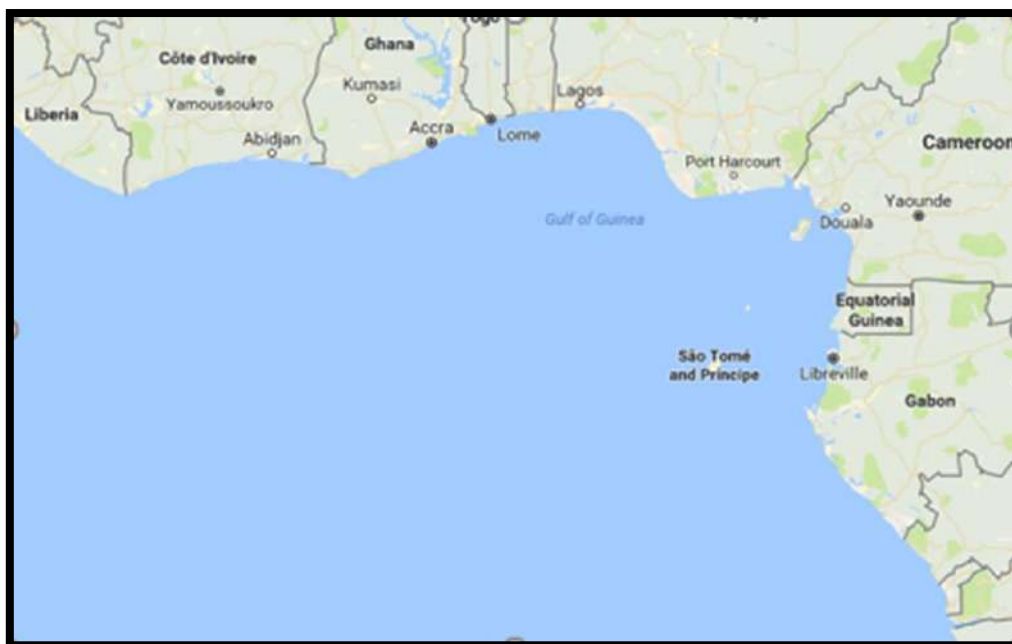 Togo
Ghana
Côte d'Ivoire
Kumasi
Lagos
Yamoussoukro
Liberia
Accra
Lome
Abidjan
Cameroon
Port Harcourt
Yaounde
Gulf of Guinea
Douala
Equatorial
Guinea
São Tomé
and Príncipe
Libreville
Gabon